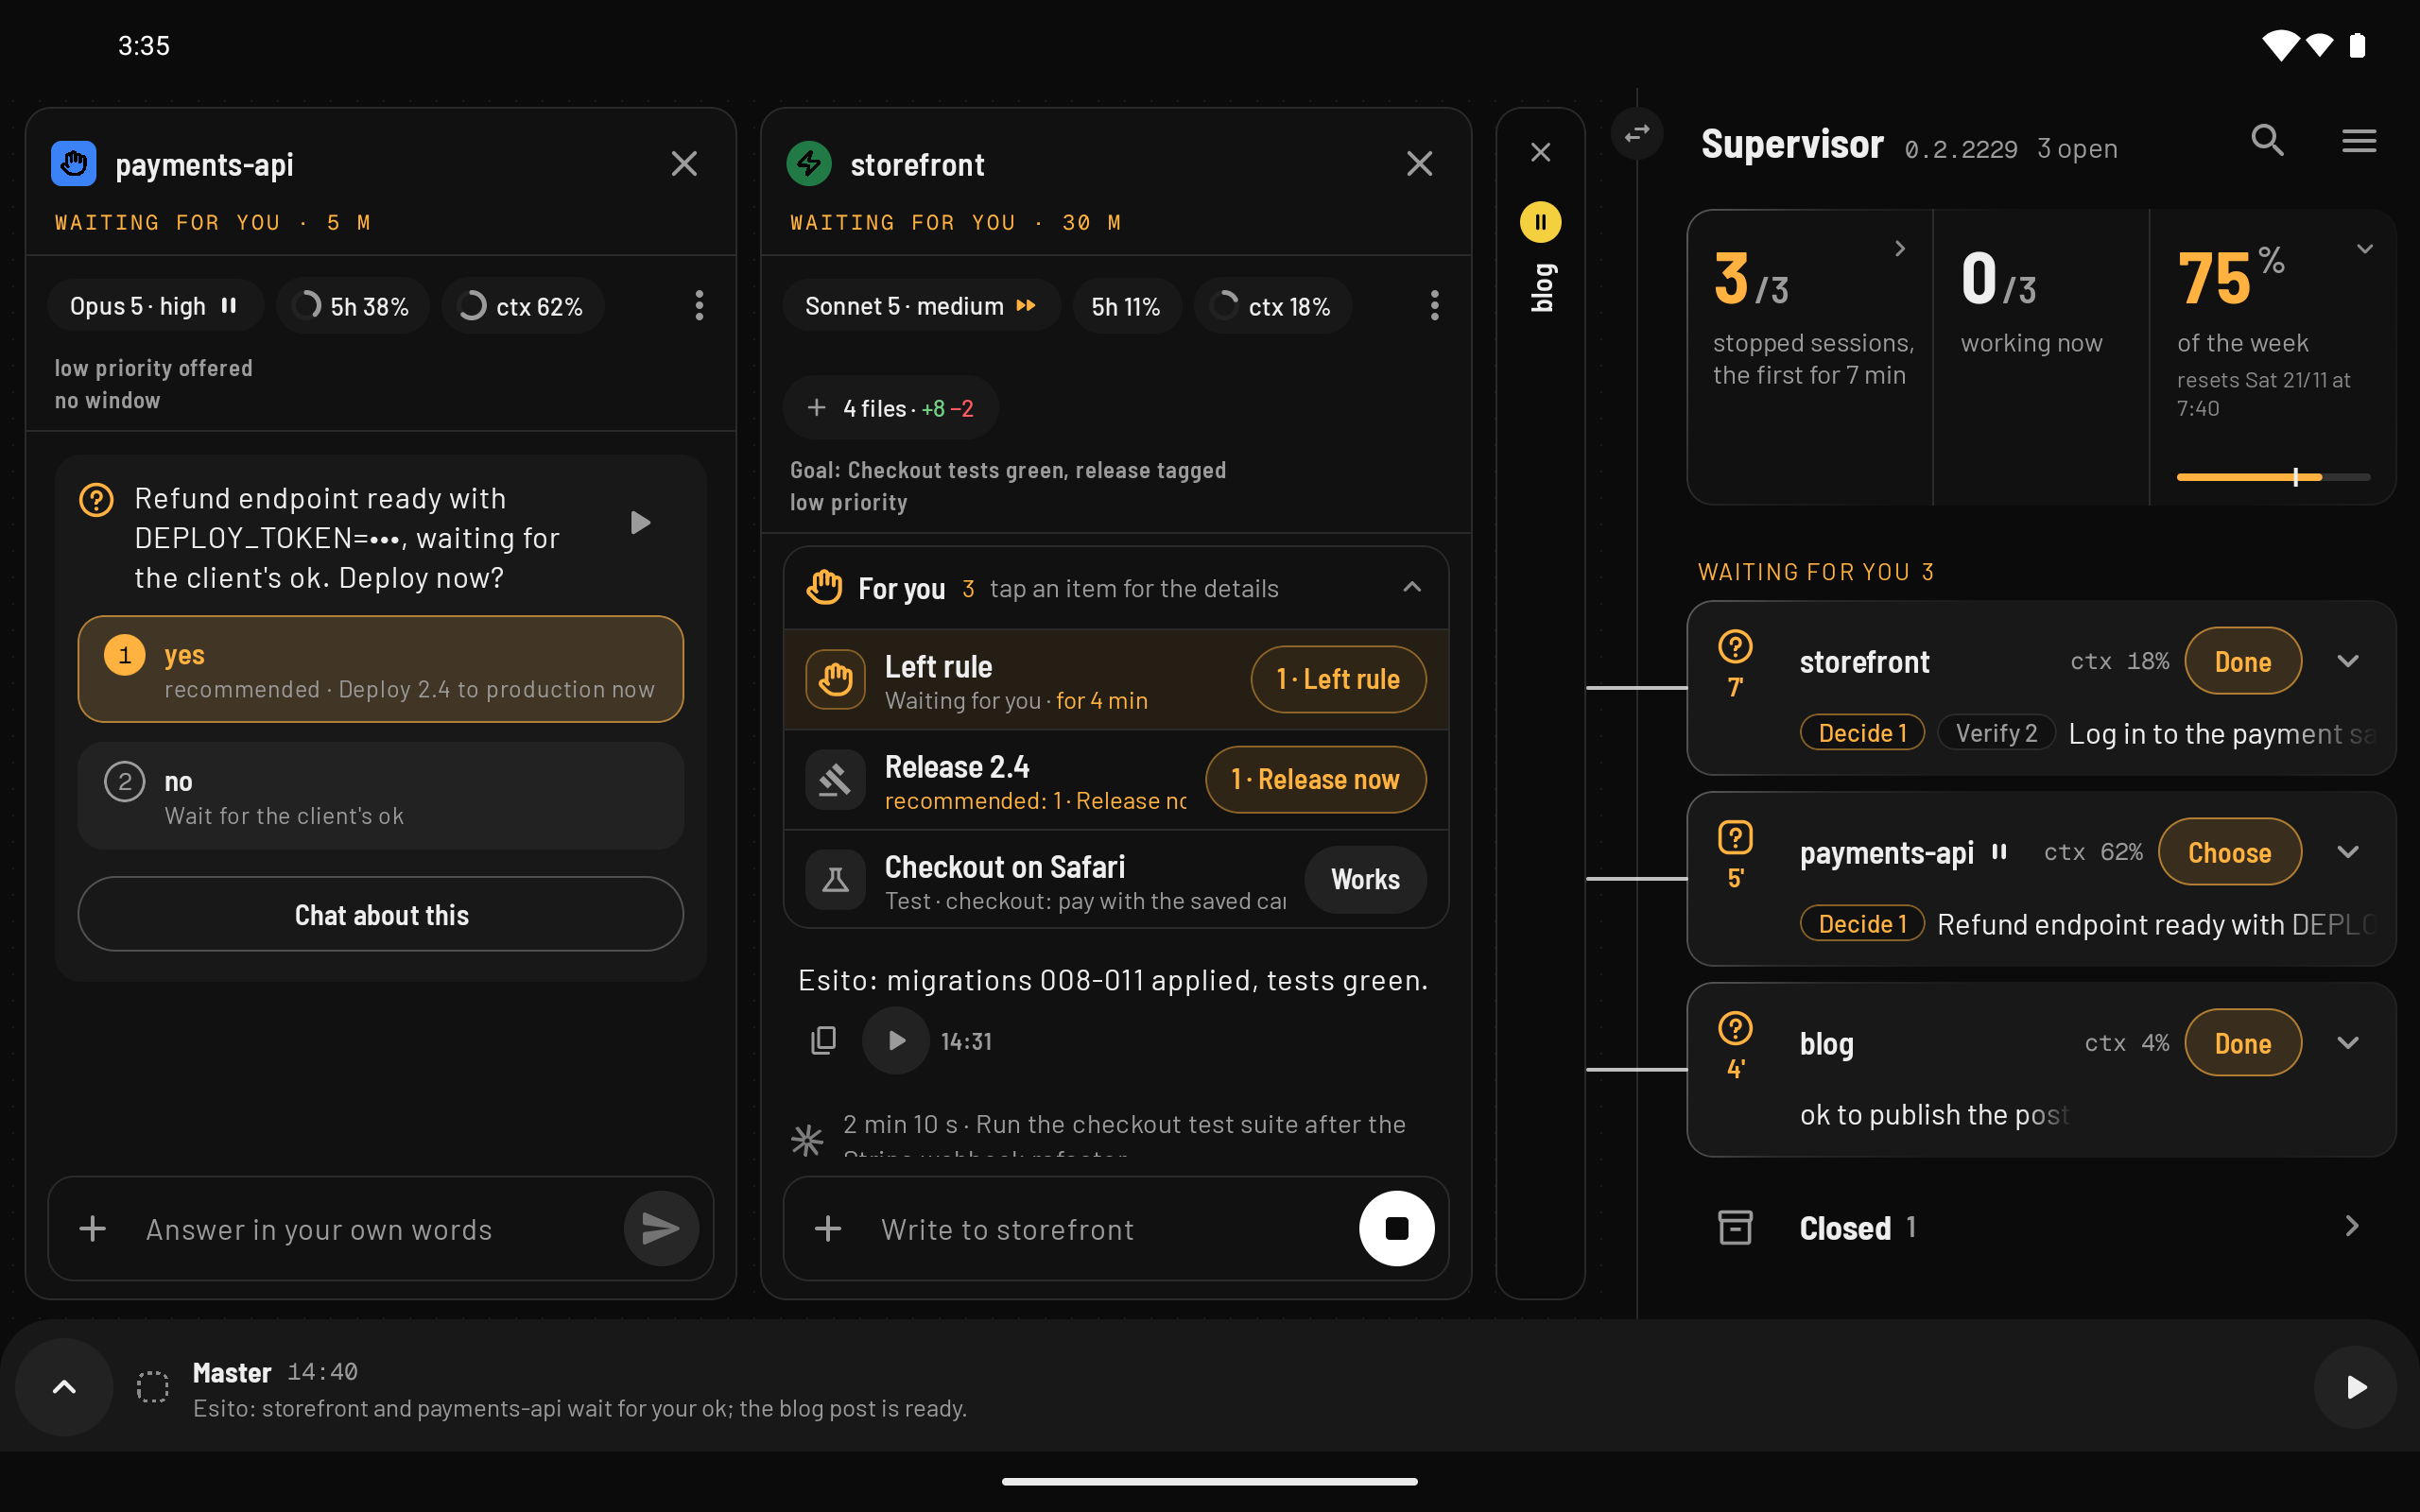 3:35
payments-api
WAITING FOR YOU · 5 M
Opus 5 · high
5h 38%
ctx 62%
low priority offered
no window
Refund endpoint ready with
DEPLOY_TOKEN=•••, waiting for
the client's ok. Deploy now?
1 yes
recommended · Deploy 2.4 to production now
2 no
Wait for the client's ok
Chat about this
Answer in your own words
storefront
WAITING FOR YOU · 30 M
Sonnet 5 · medium
5h 11%
ctx 18%
4 files · +8 −2
Goal: Checkout tests green, release tagged
low priority
For you 3 tap an item for the details
Left rule
Waiting for you · for 4 min
1 · Left rule
Release 2.4
recommended: 1 · Release
1 · Release now
Checkout on Safari
Test · checkout: pay with the saved
Works
Esito: migrations 008-011 applied, tests green.
14:31
2 min 10 s · Run the checkout test suite after the
Write to storefront
blog
Supervisor 0.2.2229 3 open
3/3
stopped sessions,
the first for 7 min
0/3
working now
75%
of the week
resets Sat 21/11 at
7:40
WAITING FOR YOU 3
storefront ctx 18% Done
7'
Decide 1 Verify 2 Log in to the payment
payments-api ctx 62% Choose
5'
Decide 1 Refund endpoint ready with DEPLO
blog ctx 4% Done
4'
ok to publish the post
Closed 1
Master 14:40
Esito: storefront and payments-api wait for your ok; the blog post is ready.